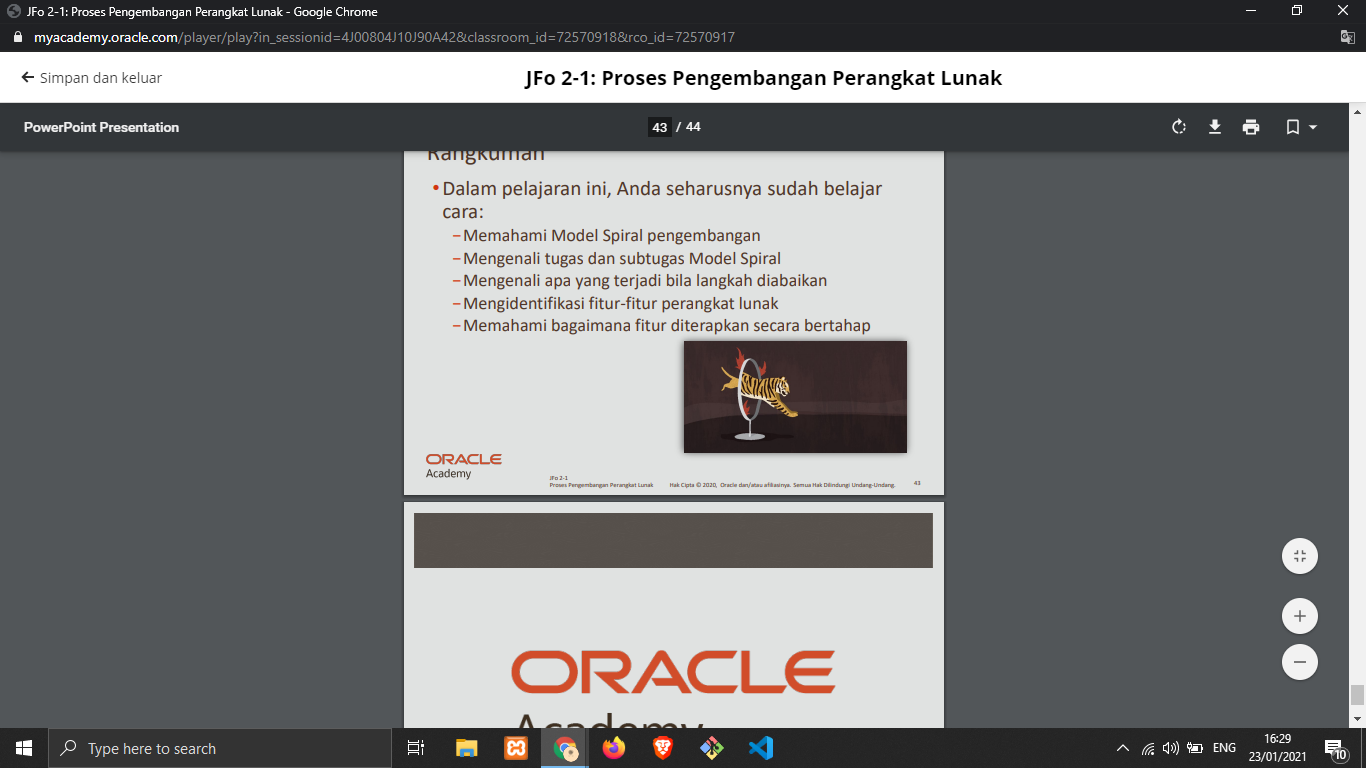 JFo 2-1: Proses Pengembangan Perangkat Lunak - Google Chrome
myacademy.oracle.com/player/play?in_sessionid=4J00804J10J90A42&classroom_id=72570918&rco_id=72570917
Simpan dan keluar
JFo 2-1: Proses Pengembangan Perangkat Lunak
PowerPoint Presentation
43 / 44
Rangkuman
•Dalam pelajaran ini, Anda seharusnya sudah belajar
cara:
–Memahami Model Spiral pengembangan
–Mengenali tugas dan subtugas Model Spiral
–Mengenali apa yang terjadi bila langkah diabaikan
–Mengidentifikasi fitur-fitur perangkat lunak
–Memahami bagaimana fitur diterapkan secara bertahap
ORACLE
Academy
JFo 2-1
Proses Pengembangan Perangkat Lunak
Hak Cipta © 2020, Oracle dan/atau afiliasinya. Semua Hak Dilindungi Undang-Undang.
43
ORACLE
Academy
Type here to search
ENG
16:29
23/01/2021
10